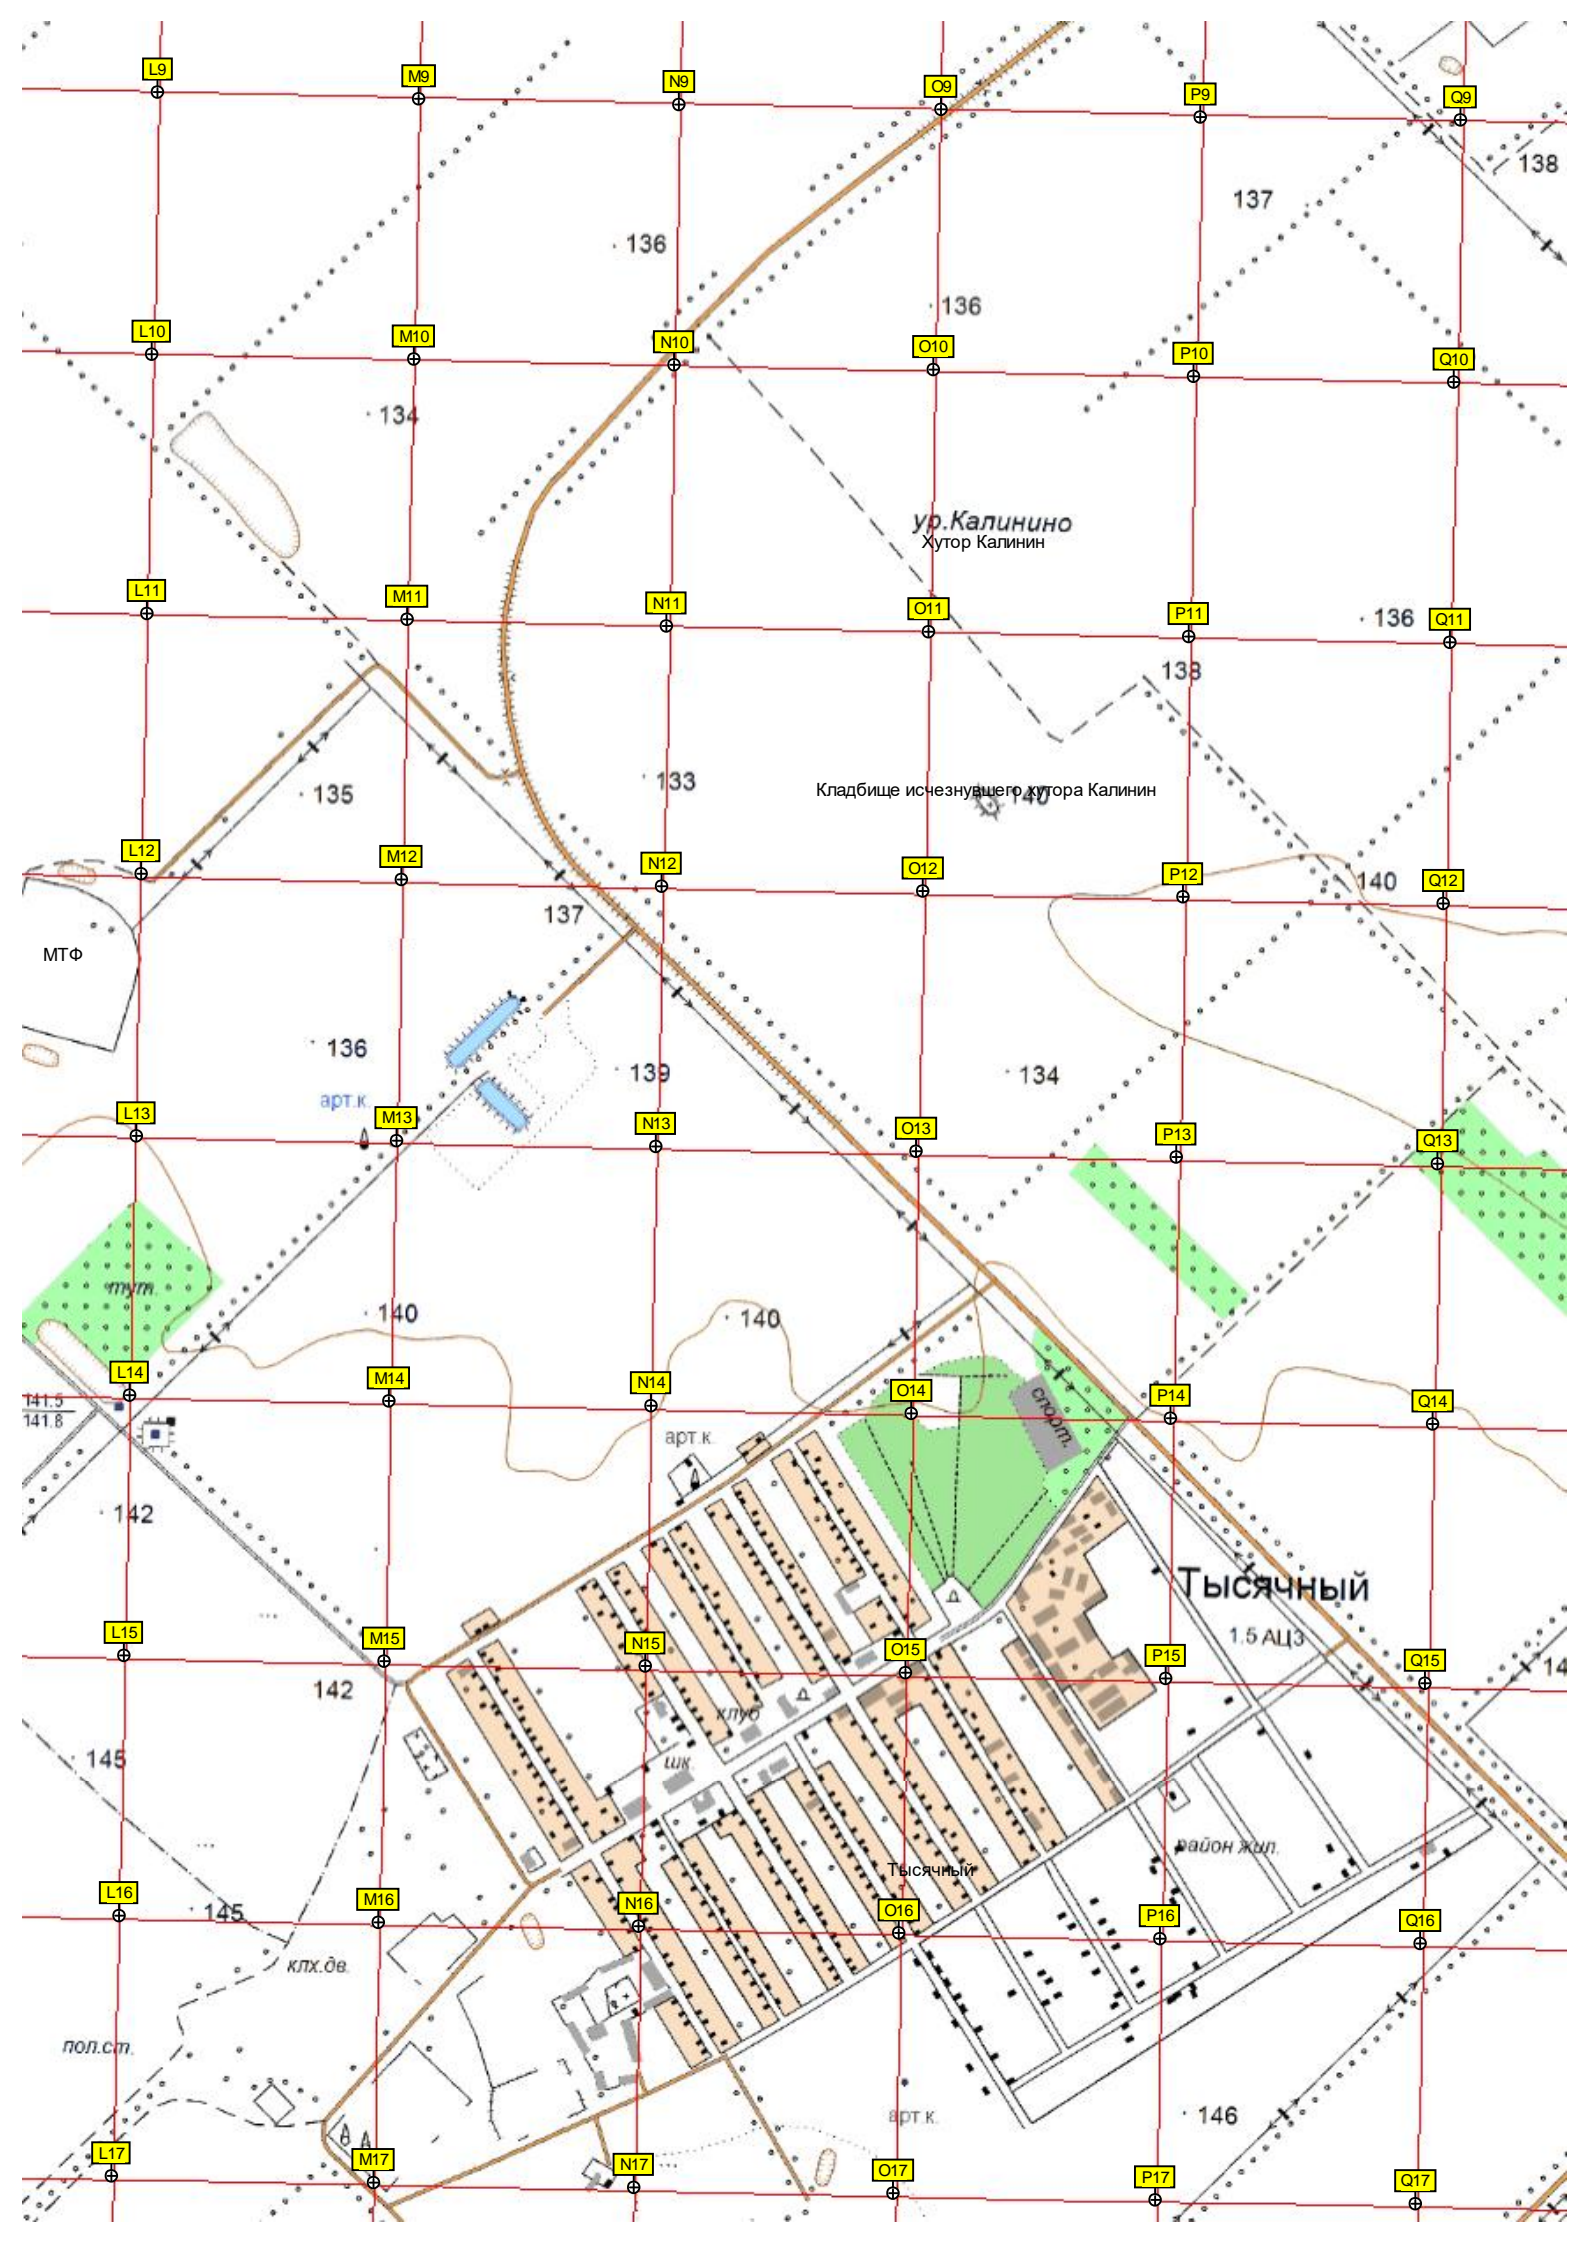 L9
M9
N9
O9
P9
Q9
138
137
136
136
L10
M10
N10
O10
P10
Q10
134
ур.Калинино
Хутор Калинин
L11
M11
N11
O11
P11
Q11
136
138
133
135
Кладбище исчезнувшего хутора Калинин
140
L12
M12
N12
O12
P12
Q12
140
137
МТФ
136
139
134
арт.к.
L13
M13
N13
O13
P13
Q13
тут.
140
140
L14
M14
N14
O14
P14
Q14
141.5
141.8
спорт.
арт.к.
142
Тысячный
1.5 АЦЗ
L15
M15
N15
O15
P15
Q15
14
142
клуб
145
шк.
район жил.
Тысячный
L16
M16
N16
O16
P16
Q16
145
клх.дв.
пол.ст.
арт.к.
146
L17
M17
N17
O17
P17
Q17